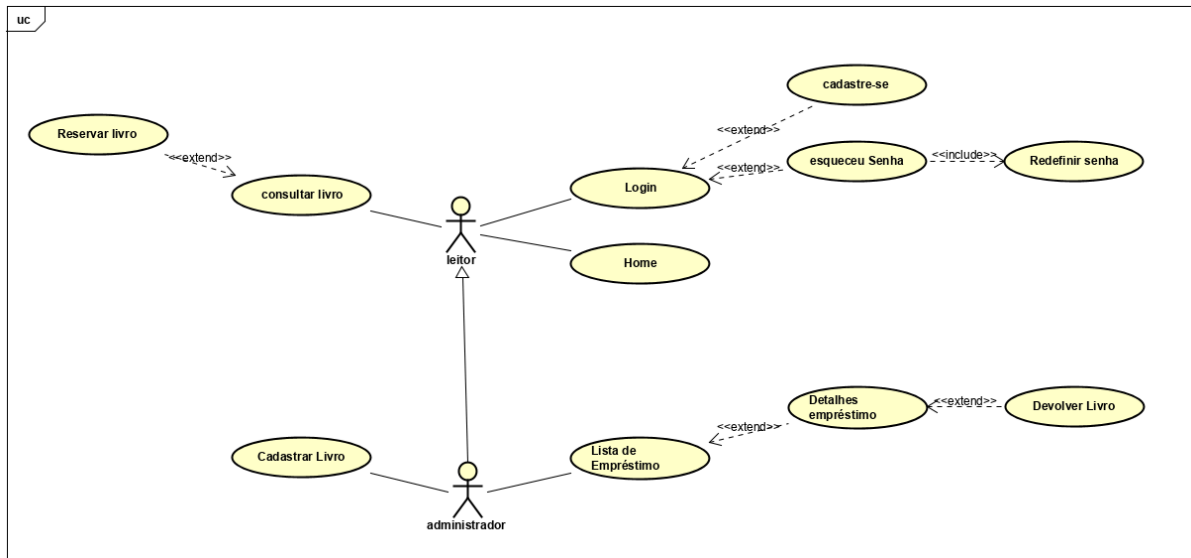 uc
cadastre-se
Reservar livro
<<extend>>
<<extend>>
esqueceu Senha
<<include>>
Redefinir senha
<<extend>>
consultar livro
Login
leitor
Home
Detalhes
empréstimo
<<extend>>
Devolver Livro
<<extend>>
Cadastrar Livro
Lista de
Empréstimo
administrador